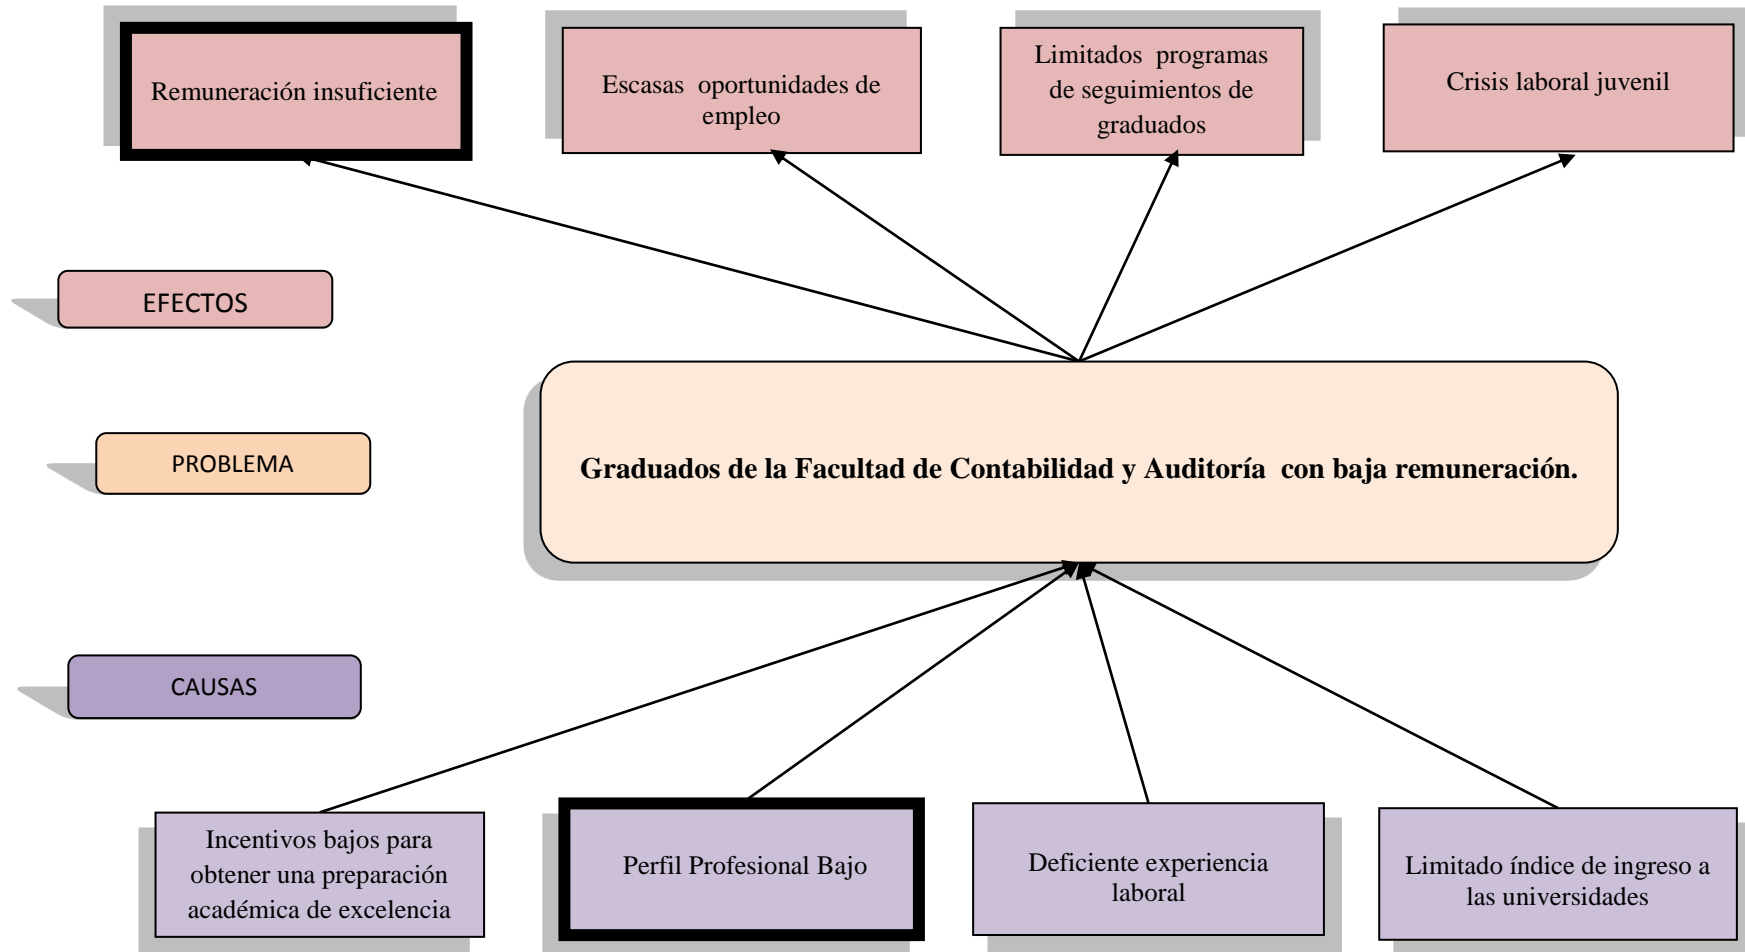 Remuneración insuficiente
Escasas oportunidades de
empleo
Limitados programas
de seguimientos de
graduados
Crisis laboral juvenil
EFECTOS
PROBLEMA
Graduados de la Facultad de Contabilidad y Auditoría con baja remuneración.
CAUSAS
Incentivos bajos para
obtener una preparación
académica de excelencia
Perfil Profesional Bajo
Deficiente experiencia
laboral
Limitado índice de ingreso a
las universidades